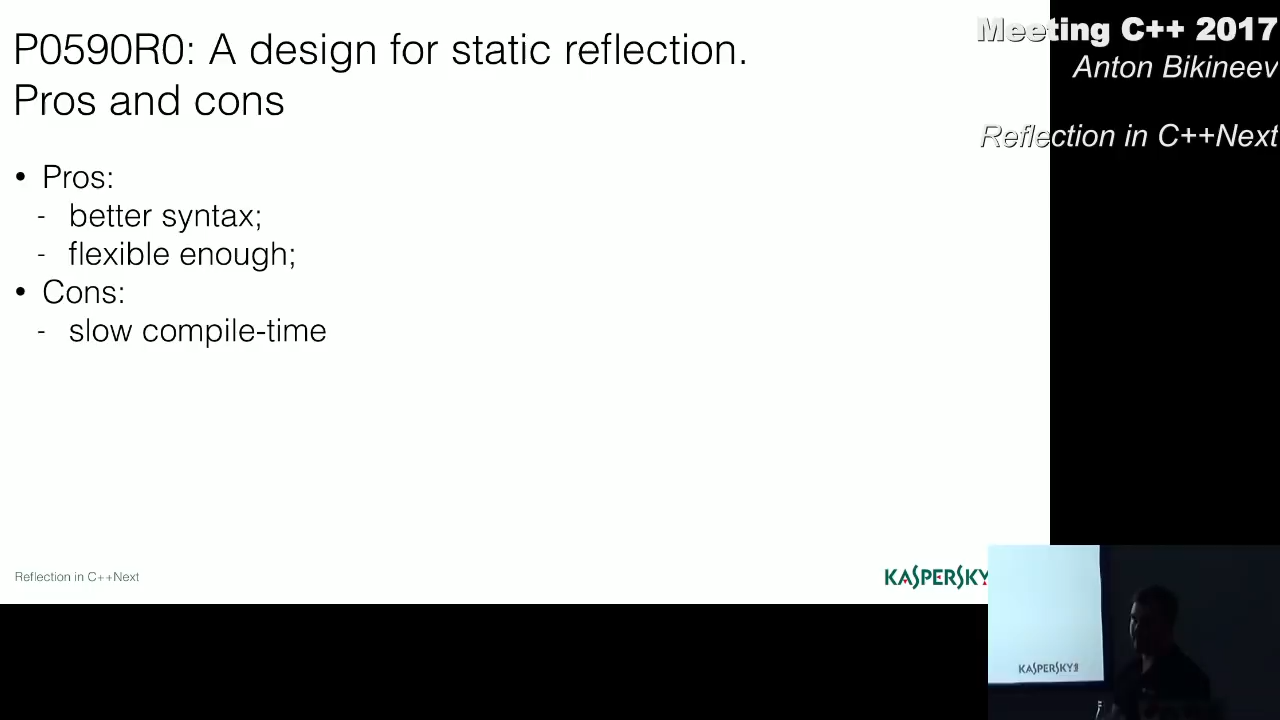 P0590R0: A design for static reflection.
Pros and cons
• Pros:
- better syntax;
- flexible enough;
• Cons:
- slow compile-time
Reflection in C++Next
KASPERSKY
Meeting C++ 2017
Anton Bikineev
Reflection in C++Next
KASPERSKY